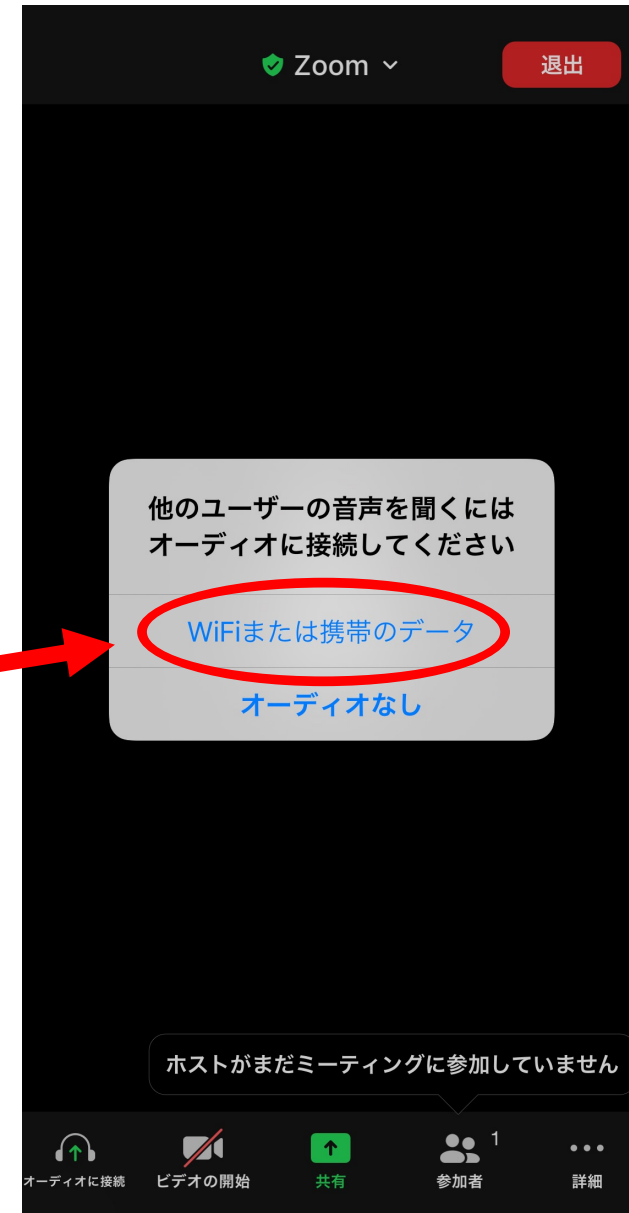 Zoom
退出
他のユーザーの音声を聞くには
オーディオに接続してください
WiFiまたは携帯のデータ
オーディオなし
ホストがまだミーティングに参加していません
1
オーディオに接続
ビデオの開始
共有
参加者
詳細